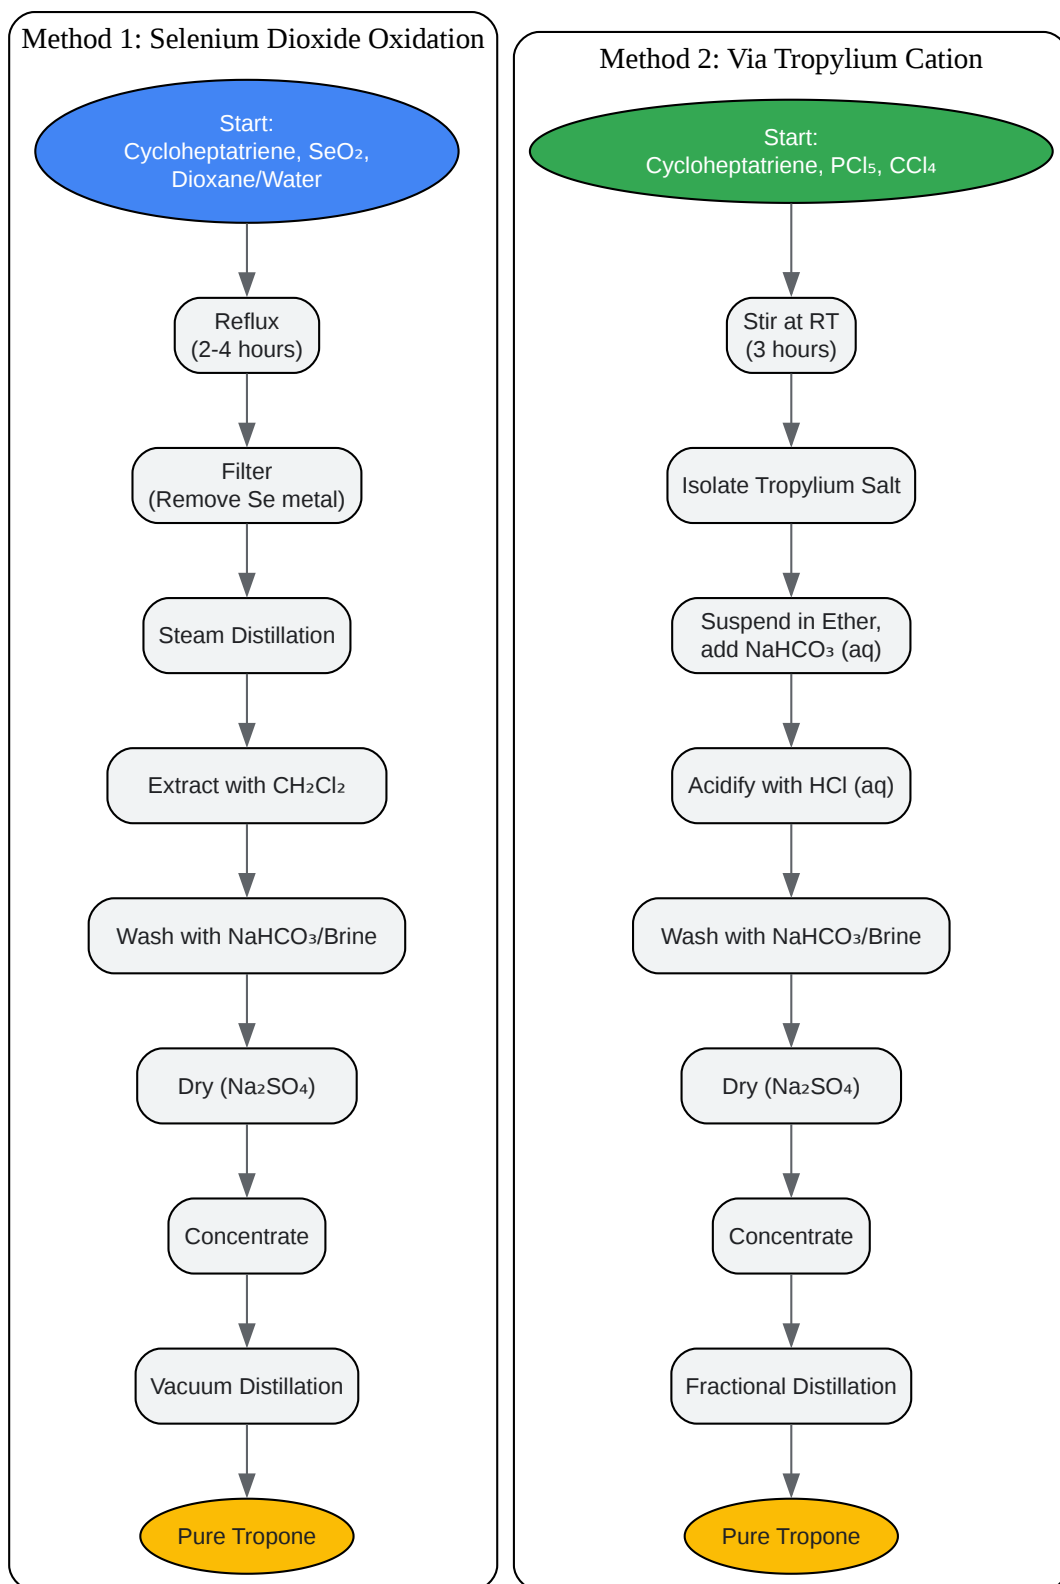 Method 1: Selenium Dioxide Oxidation
Start:
Cycloheptatriene, SeO₂,
Dioxane/Water
Reflux
(2-4 hours)
Filter
(Remove Se metal)
Steam Distillation
Extract with CH₂Cl₂
Wash with NaHCO₃/Brine
Dry (Na₂SO₄)
Concentrate
Vacuum Distillation
Pure Tropone
Method 2: Via Tropylium Cation
Start:
Cycloheptatriene, PCl₅, CCl₄
Stir at RT
(3 hours)
Isolate Tropylium Salt
Suspend in Ether,
add NaHCO₃ (aq)
Acidify with HCl (aq)
Wash with NaHCO₃/Brine
Dry (Na₂SO₄)
Concentrate
Fractional Distillation
Pure Tropone